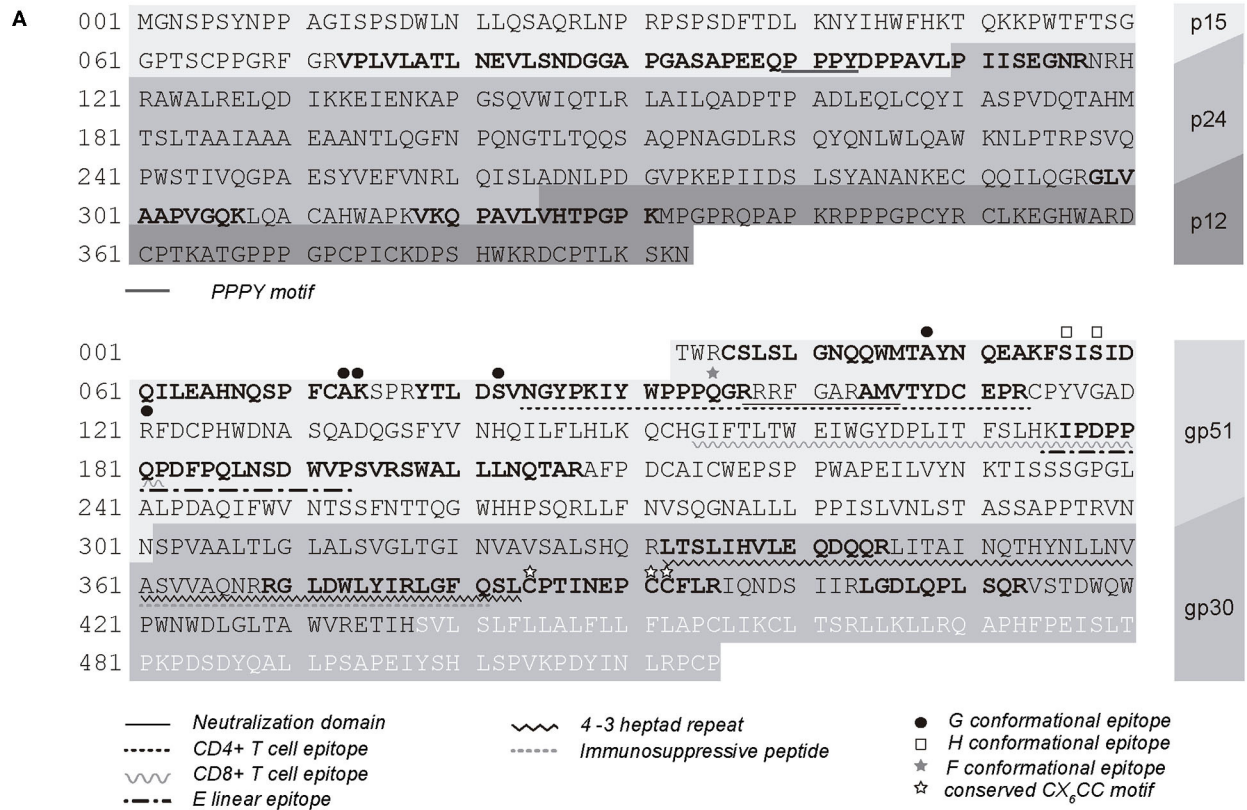 A
001 MGNSPSYNPP AGISPSDWLN LLQSAQRLNP RPSPSDFTDL KNYIHWFHKT QKKPWTFTSG p15
061 GPTSCPPGRF GRVPLVLATL NEVLSNDGGA PGASAPEEQP PPYDPPAVLP IISEGNRNRH
121 RAWALRELQD IKKEIENKAP GSQVWIQTLR LAILQADPTP ADLEQLCQYI ASPVDQTAHM p24
181 TSLTAAIAAA EAANTLQGFN PQNGTLTQQS AQPNAGDLRS QYQNLWLQAW KNLPTRPSVQ
241 PWSTIVQGPA ESYVEFVNRL QISLADNLPD GVPKEPIIDS LSYANANKEC QQILQGRGLV
301 AAPVGQKLQA CAHWAPKVKQ PAVLVHTPGP KMPGPRQPAP KRPPPGPCYR CLKEGHWARD p12
361 CPTKATGPPP GPCPICKDPS HWKRDCPTLK SKN
PPPY motif
001 TWRCSLSL GNQQWMTAYN QEAKFSISID
061 QILEAHNQSP FCAKSPRYTL DSVNGYPKIY WPPPQGRRRF GARAMVTYDC EPRCPYVGAD
121 RFDCPHWDNA SQADQGSFYV NHQILFLHLK QCHGIFTLTW EIWGYDPLIT FSLHKIPDPP gp51
181 QPDFPQLNSD WVPSVRSWAL LLNQTARAFP DCAICWEPSP PWAPEILVYN KTISSSGPGL
241 ALPDAQIFWV NTSSFNTTQG WHHPSQRLLF NVSQGNALLL PPISLVNLST ASSAPPTRVN
301 NSPVAALTLG LALSVGLTGI NVAVSALSHQ RLTSLIHVLE QDQQRLITAI NQTHYNLLNV
361 ASVVAQNRRG LDWLYIRLGF QSLCPTINEP CCFLRIQNDS IIRLGDLQPL SQRVSTDWQW gp30
421 PWNWDLGLTA WVRETIHSVL SLFLLALFLL FLAPCLIKCL TSRLLKLLRQ APHFPEISLT
481 PKPDSDYQAL LPSAPEIYSH LSPVKPDYIN LRPCP
Neutralization domain
CD4+ T cell epitope
CD8+ T cell epitope
E linear epitope
4-3 heptad repeat
Immunosuppressive peptide
G conformational epitope
H conformational epitope
F conformational epitope
conserved CX6CC motif